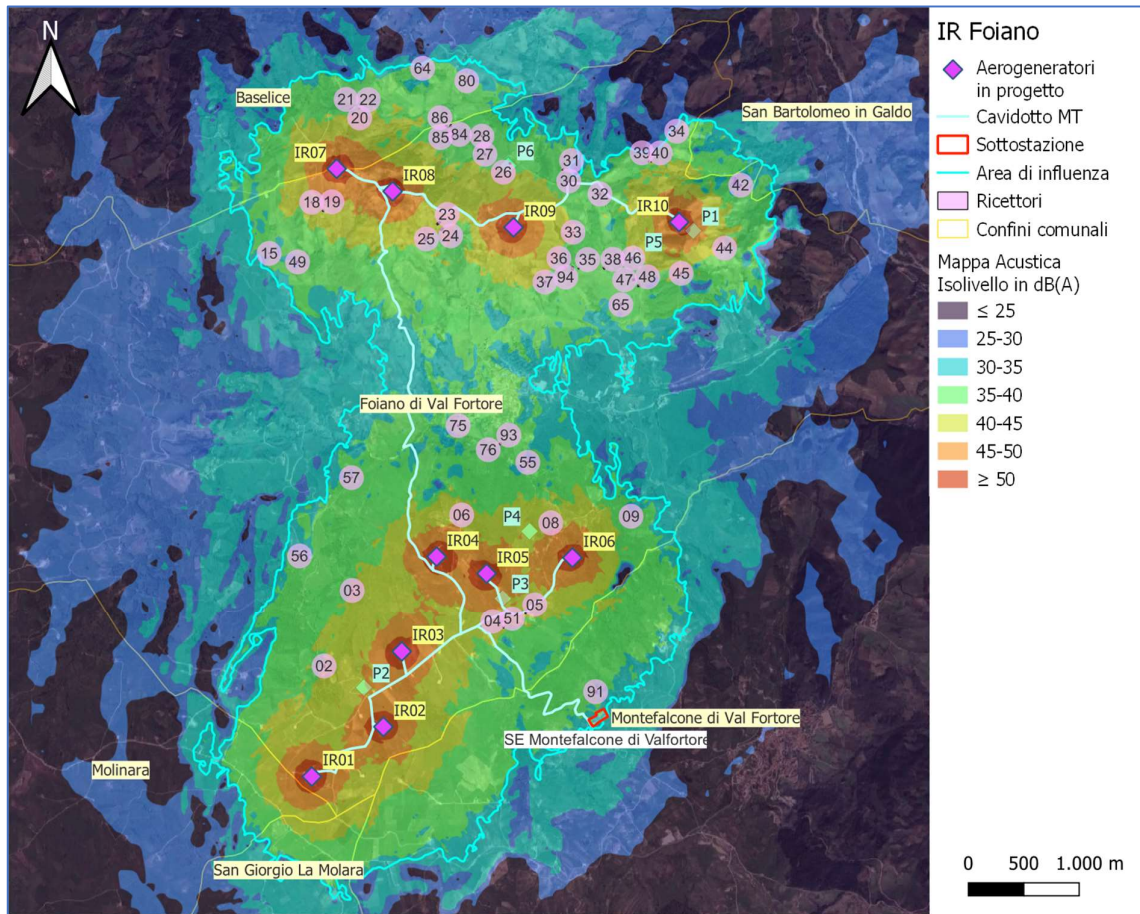 N
64
80
Baselice
21 22
20
86
85 84 28
27
P6
26
San Bartolomeo in Galdo
34
39 40
31
30
32
42
IR07
IR08
18 19
23
25 24
IR09
IR10
P1
33
P5
44
15
49
36 35 38 46
37 94
47 48
45
65
Foiano di Val Fortore
75
93
76
55
57
06
P4
08
09
IR04
IR05
IR06
56
P3
03
05
04 51
IR03
02
P2
91
IR02
Montefalcone di Val Fortore
SE Montefalcone di Valfortore
IR01
Molinara
San Giorgio La Molara
IR Foiano
Aerogeneratori
in progetto
Cavidotto MT
Sottostazione
Area di influenza
Ricettori
Confini comunali
Mappa Acustica
Isolivello in dB(A)
≤ 25
25-30
30-35
35-40
40-45
45-50
≥ 50
0 500 1.000 m